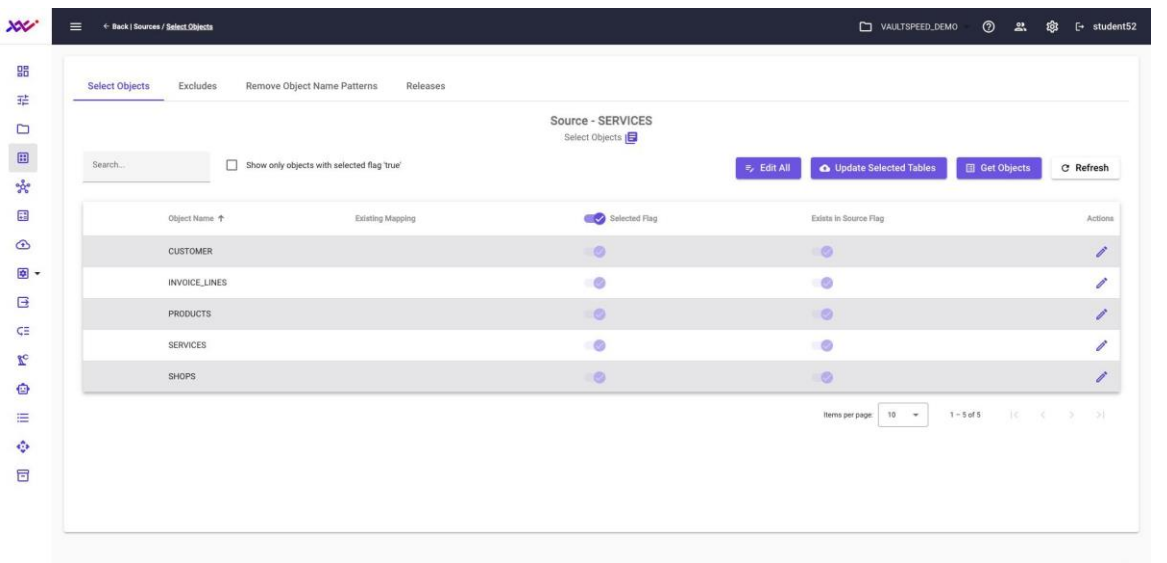 ← Back | Sources / Select Objects
VAULTSPEED_DEMO
student52
Select Objects Excludes Remove Object Name Patterns Releases
Source - SERVICES
Select Objects
Search... Show only objects with selected flag 'true' Edit All Update Selected Tables Get Objects Refresh
Object Name ↑ Existing Mapping Selected Flag Exists in Source Flag Actions
CUSTOMER
INVOICE_LINES
PRODUCTS
SERVICES
SHOPS
Items per page: 10 1 – 5 of 5